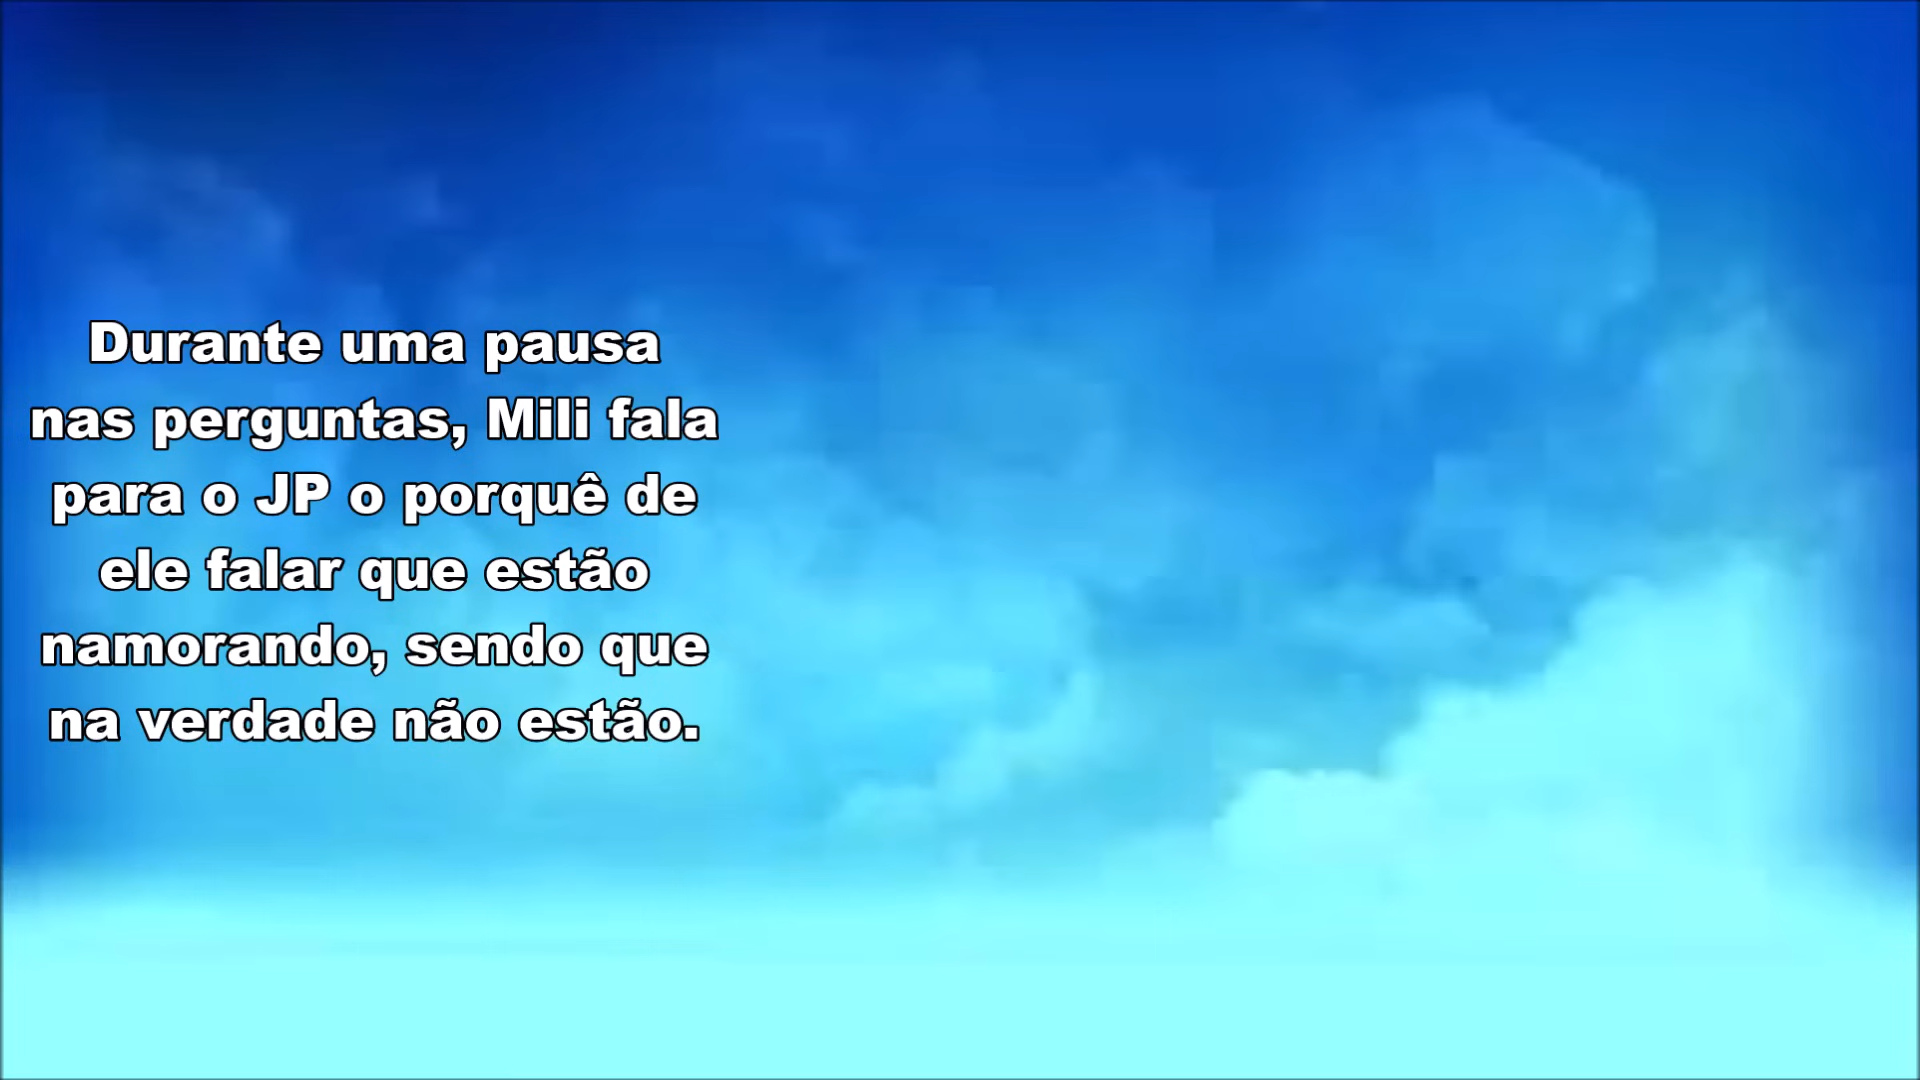 Durante uma pausa
nas perguntas, Mili fala
para o JP o porquê de
ele falar que estão
namorando, sendo que
na verdade não estão.